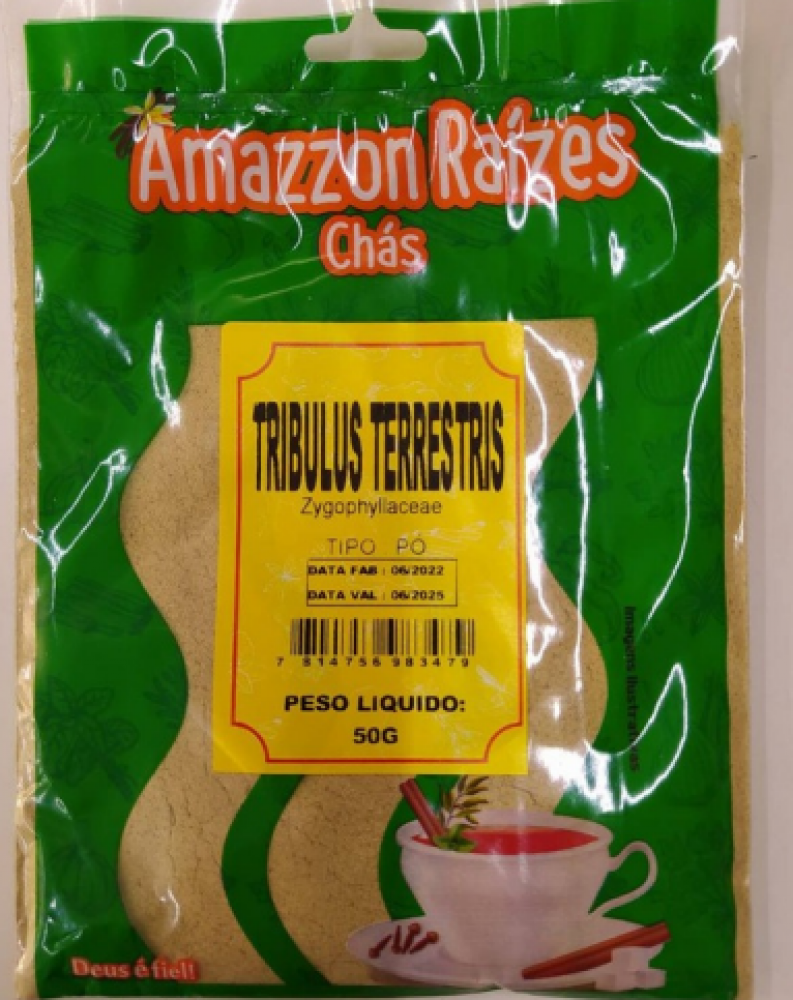 Amazzon Raízes
Chás
TRIBULUS TERRESTRIS
Zygophyllaceae
TIPO PÓ
DATA FAB : 06/2022
DATA VAL : 06/2025
7 814756 983479
PESO LIQUIDO:
50G
Imagens ilustrativas
Deus é fiel!